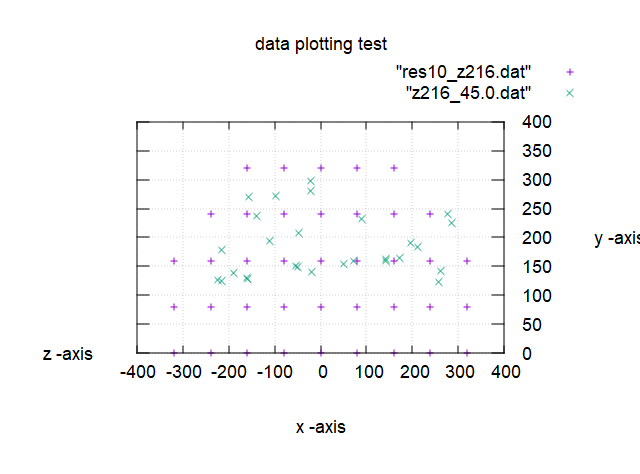 data plotting test
"res10_z216.dat"
"z216_45.0.dat"
400
350
300
250
200
150
100
50
0
y -axis
z -axis
-400 -300 -200 -100 0 100 200 300 400
x -axis